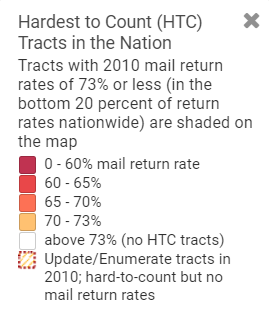 Hardest to Count (HTC)
Tracts in the Nation
Tracts with 2010 mail return
rates of 73% or less (in the
bottom 20 percent of return
rates nationwide) are shaded on
the map
0 - 60% mail return rate
60 - 65%
65 - 70%
70 - 73%
above 73% (no HTC tracts)
Update/Enumerate tracts in
2010; hard-to-count but no
mail return rates